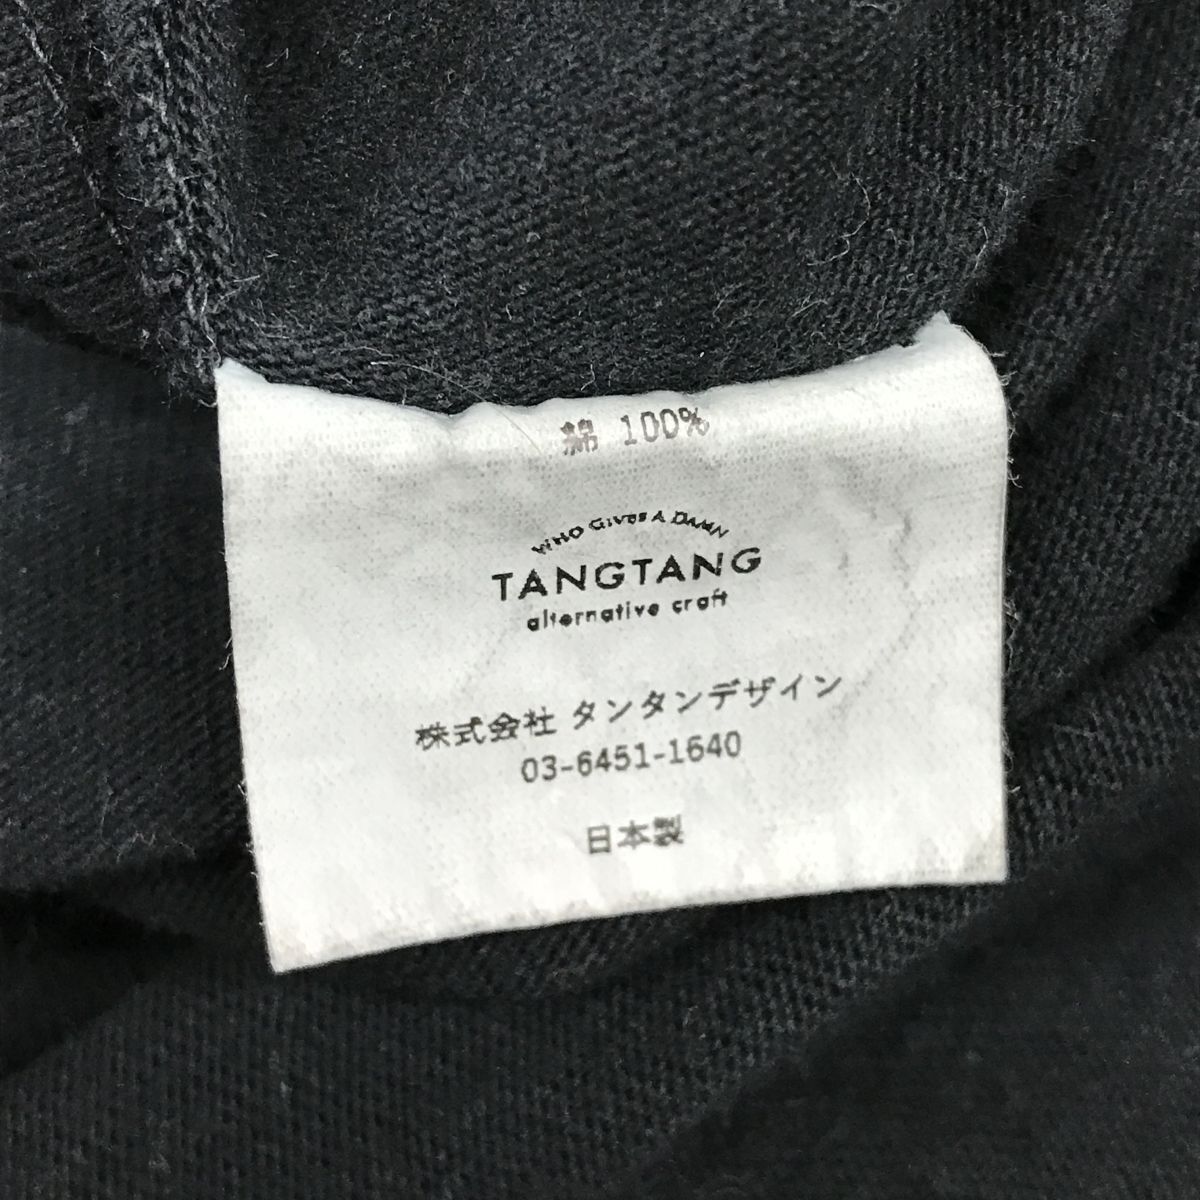 綿 100%
WHO GIVES A DAMN
TANGTANG
alternative craft
株式会社 タンタンデザイン
03-6451-1640
日本製